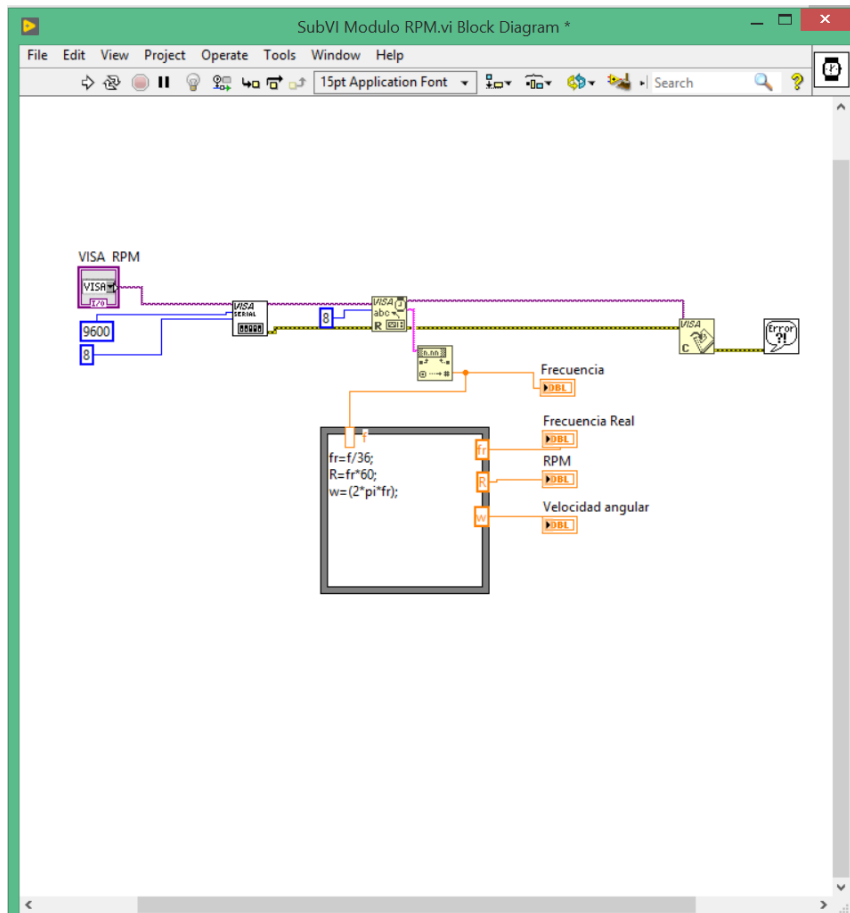 SubVI Modulo RPM.vi Block Diagram *
File Edit View Project Operate Tools Window Help
15pt Application Font
Search
VISA RPM
VISA
I/O
9600
8
VISA
SERIAL
8
VISA
abc
R
VISA
C
Error
?!
Frecuencia
DBL
f
fr=f/36;
R=fr*60;
w=(2*pi*fr);
fr
R
w
Frecuencia Real
DBL
RPM
DBL
Velocidad angular
DBL